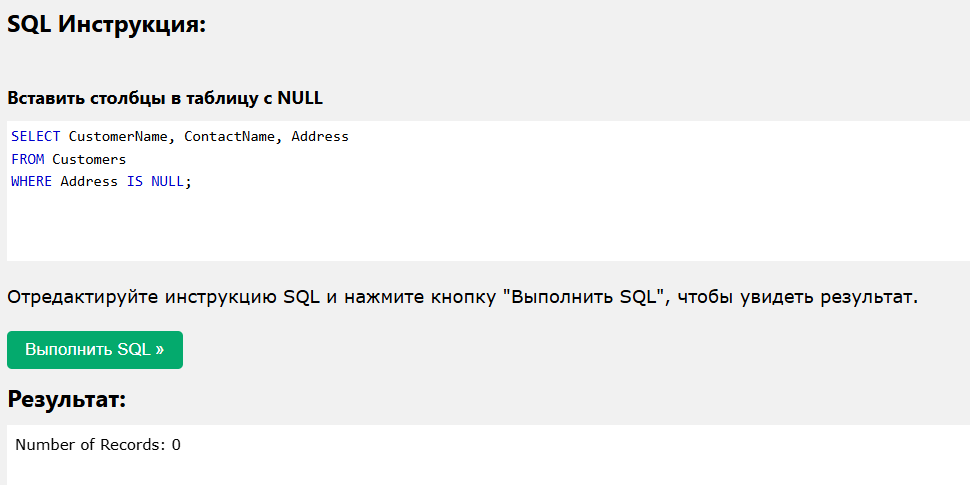 SQL Инструкция:
Вставить столбцы в таблицу с NULL
SELECT CustomerName, ContactName, Address
FROM Customers
WHERE Address IS NULL;
Отредактируйте инструкцию SQL и нажмите кнопку "Выполнить SQL", чтобы увидеть результат.
Выполнить SQL »
Результат:
Number of Records: 0